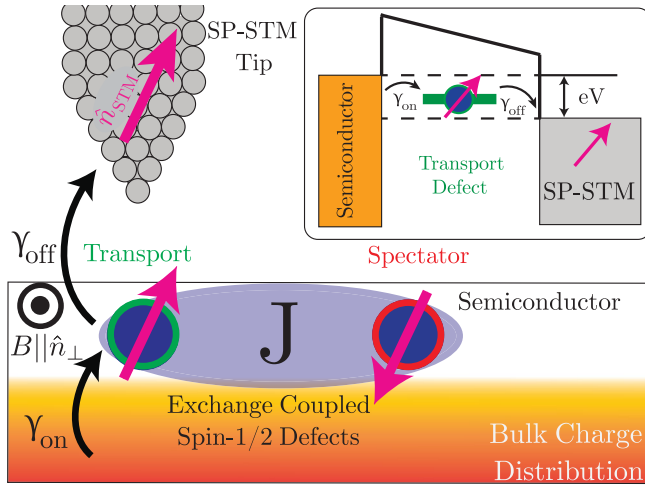 SP-STM
Tip
n̂STM
γoff
Transport
B||n̂⊥
γon
J
Exchange Coupled
Spin-1/2 Defects
Spectator
Semiconductor
Bulk Charge
Distribution
Semiconductor
γon
γoff
Transport
Defect
eV
SP-STM